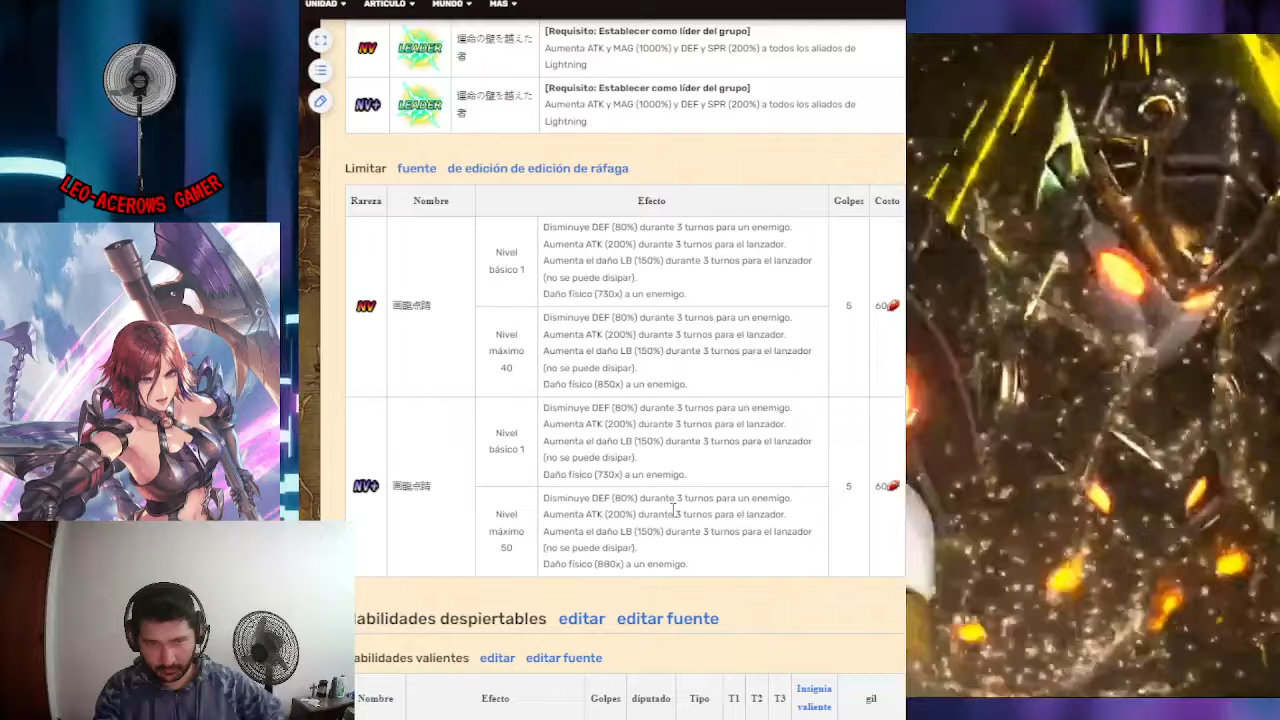 UNIDAD ARTÍCULO MUNDO MÁS
LEO-ACEROWS GAMER
NV LEADER 運命の壁を越えた
者
[Requisito: Establecer como líder del grupo]
Aumenta ATK y MAG (1000%) y DEF y SPR (200%) a todos los aliados de
Lightning
NV+ LEADER 運命の壁を越えた
者
[Requisito: Establecer como líder del grupo]
Aumenta ATK y MAG (1000%) y DEF y SPR (200%) a todos los aliados de
Lightning
Limitar fuente de edición de edición de ráfaga
Rareza Nombre Efecto Golpes Costo
NV 画龍点睛
Nivel
básico 1
Disminuye DEF (80%) durante 3 turnos para un enemigo.
Aumenta ATK (200%) durante 3 turnos para el lanzador.
Aumenta el daño LB (150%) durante 3 turnos para el lanzador
(no se puede disipar).
Daño físico (730x) a un enemigo.
5 60
Nivel
máximo
40
Disminuye DEF (80%) durante 3 turnos para un enemigo.
Aumenta ATK (200%) durante 3 turnos para el lanzador.
Aumenta el daño LB (150%) durante 3 turnos para el lanzador
(no se puede disipar).
Daño físico (850x) a un enemigo.
NV+ 画龍点睛
Nivel
básico 1
Disminuye DEF (80%) durante 3 turnos para un enemigo.
Aumenta ATK (200%) durante 3 turnos para el lanzador.
Aumenta el daño LB (150%) durante 3 turnos para el lanzador
(no se puede disipar).
Daño físico (730x) a un enemigo.
5 60
Nivel
máximo
50
Disminuye DEF (80%) durante 3 turnos para un enemigo.
Aumenta ATK (200%) durante 3 turnos para el lanzador.
Aumenta el daño LB (150%) durante 3 turnos para el lanzador
(no se puede disipar).
Daño físico (880x) a un enemigo.
abilidades despiertables editar editar fuente
abilidades valientes editar editar fuente
Nombre Efecto Golpes diputado Tipo T1 T2 T3 Insignia
valiente gil